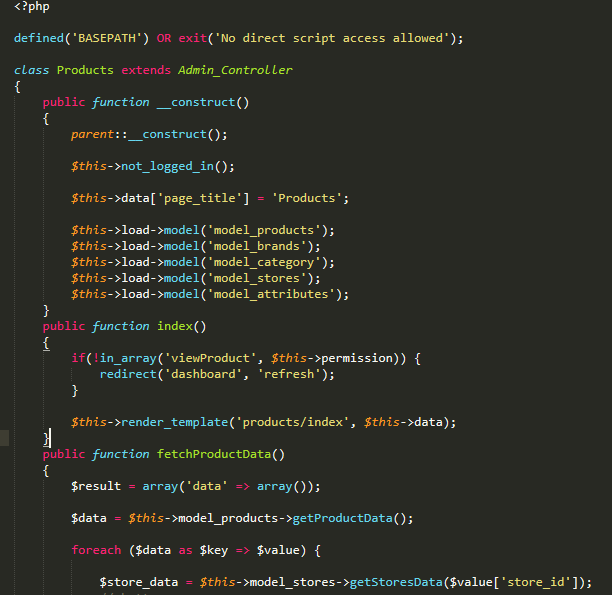 <?php
defined('BASEPATH') OR exit('No direct script access allowed');
class Products extends Admin_Controller
{
public function __construct()
{
parent::__construct();
$this->not_logged_in();
$this->data['page_title'] = 'Products';
$this->load->model('model_products');
$this->load->model('model_brands');
$this->load->model('model_category');
$this->load->model('model_stores');
$this->load->model('model_attributes');
}
public function index()
{
if(!in_array('viewProduct', $this->permission)) {
redirect('dashboard', 'refresh');
}
$this->render_template('products/index', $this->data);
}
public function fetchProductData()
{
$result = array('data' => array());
$data = $this->model_products->getProductData();
foreach ($data as $key => $value) {
$store_data = $this->model_stores->getStoresData($value['store_id']);